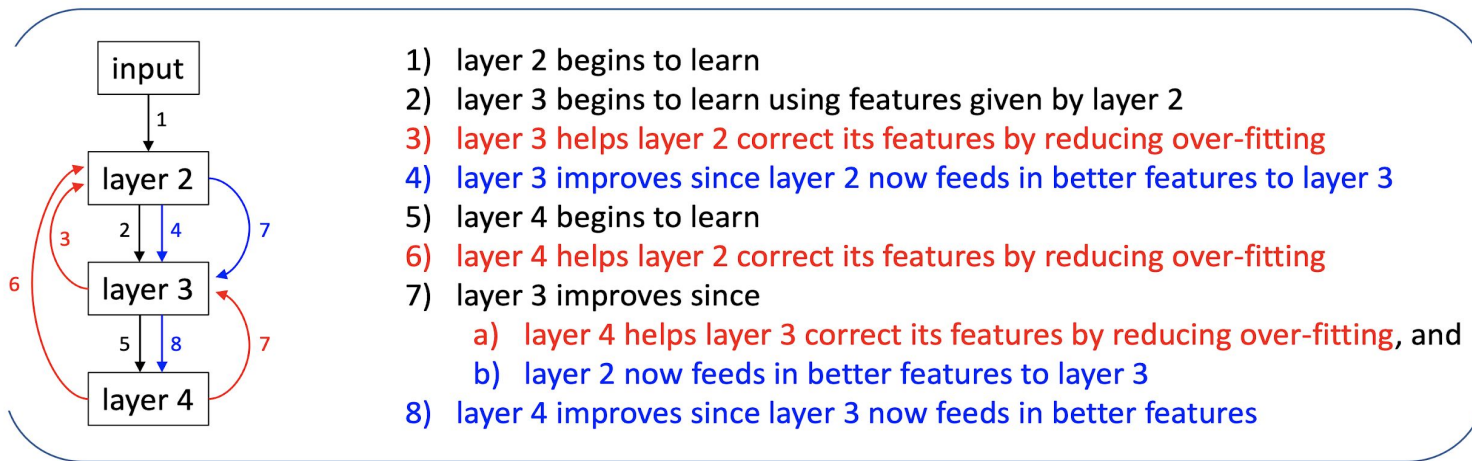 input
1
layer 2
2
4
7
3
6
layer 3
5
8
7
layer 4
1) layer 2 begins to learn
2) layer 3 begins to learn using features given by layer 2
3) layer 3 helps layer 2 correct its features by reducing over-fitting
4) layer 3 improves since layer 2 now feeds in better features to layer 3
5) layer 4 begins to learn
6) layer 4 helps layer 2 correct its features by reducing over-fitting
7) layer 3 improves since
a) layer 4 helps layer 3 correct its features by reducing over-fitting, and
b) layer 2 now feeds in better features to layer 3
8) layer 4 improves since layer 3 now feeds in better features